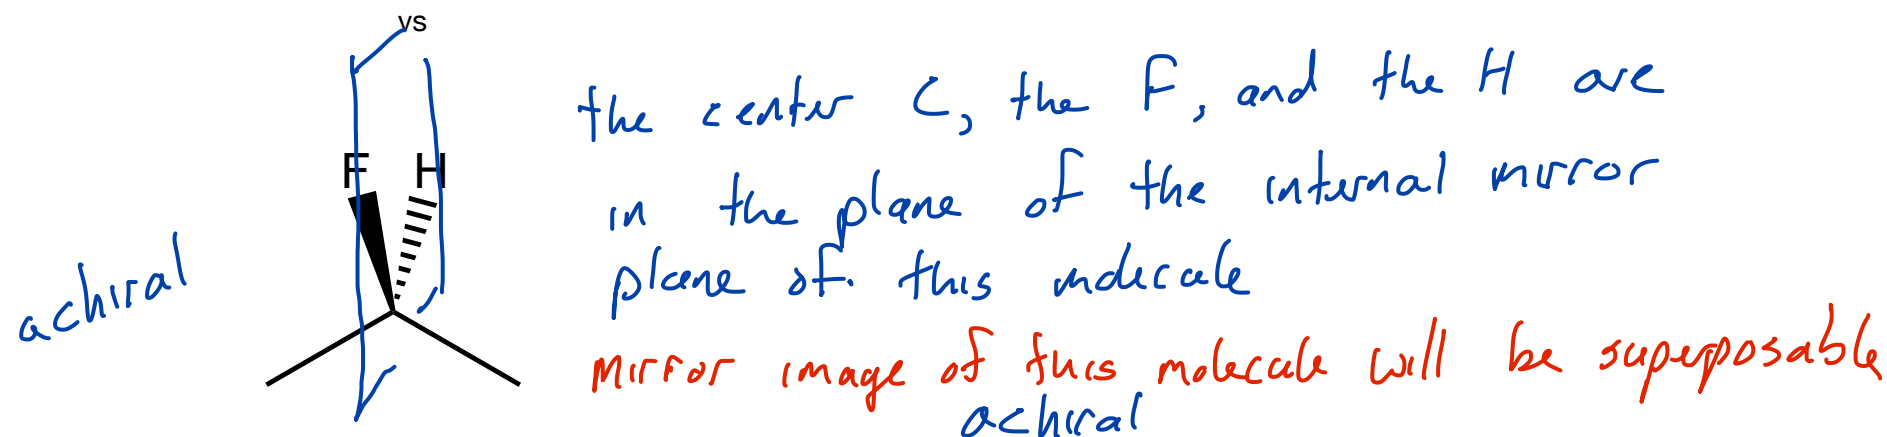 vs
the center C, the F, and the H are
F H
in the plane of the internal mirror
plane of this molecule
achiral
mirror image of this molecule will be superposable
achiral